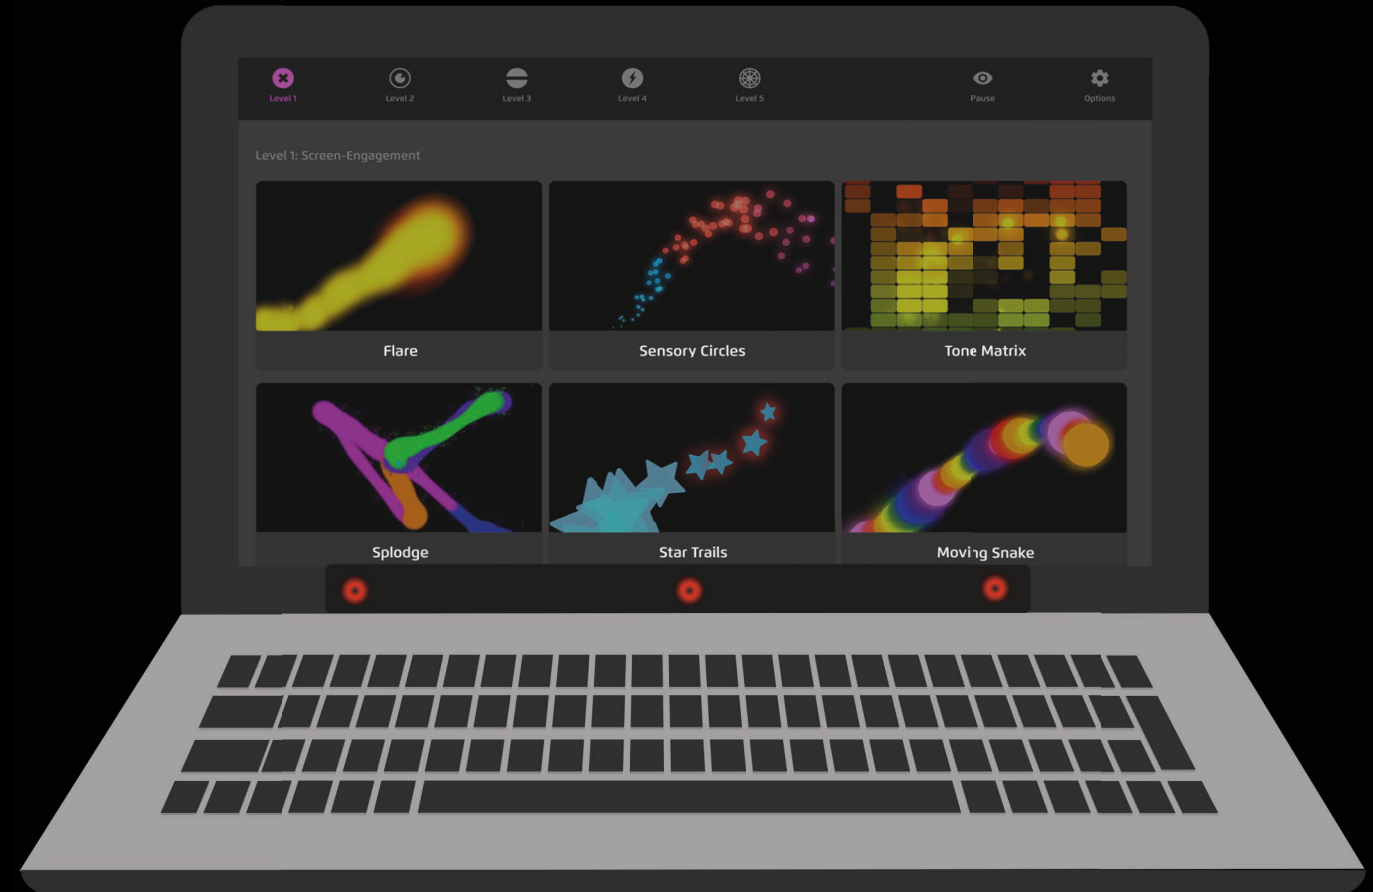 Level 1
Level 2
Level 3
Level 4
Level 5
Pause
Options
Level 1: Screen-Engagement
Flare
Sensory Circles
Tone Matrix
Splodge
Star Trails
Moving Snake